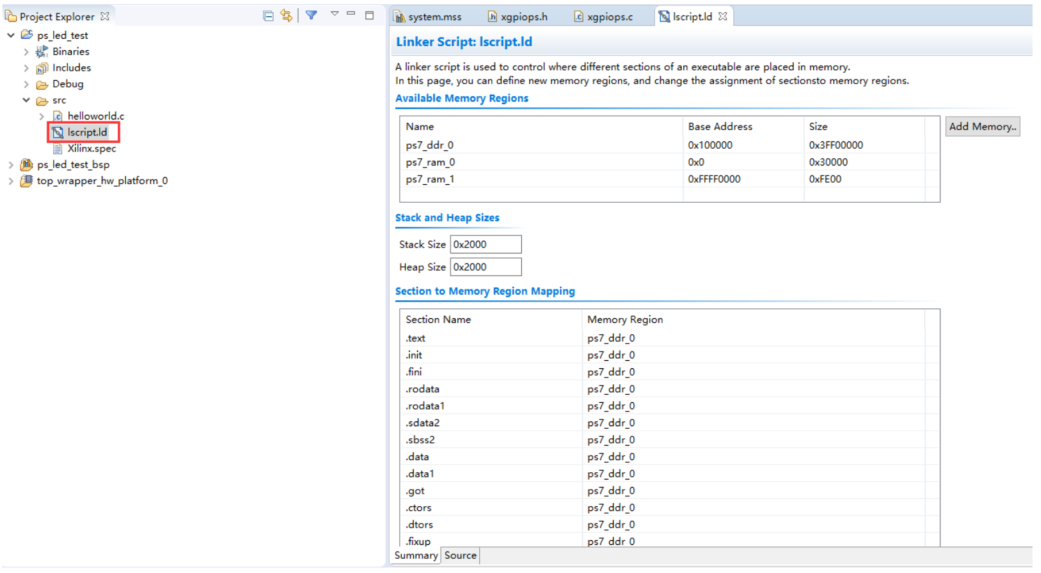 Project Explorer
ps_led_test
Binaries
Includes
Debug
src
helloworld.c
lscript.ld
Xilinx.spec
ps_led_test_bsp
top_wrapper_hw_platform_0
system.mss xgpiops.h xgpiops.c lscript.ld
Linker Script: lscript.ld
A linker script is used to control where different sections of an executable are placed in memory.
In this page, you can define new memory regions, and change the assignment of sectionsto memory regions.
Available Memory Regions
Name Base Address Size
ps7_ddr_0 0x100000 0x3FF00000
ps7_ram_0 0x0 0x30000
ps7_ram_1 0xFFFF0000 0xFE00
Add Memory..
Stack and Heap Sizes
Stack Size 0x2000
Heap Size 0x2000
Section to Memory Region Mapping
Section Name Memory Region
.text ps7_ddr_0
.init ps7_ddr_0
.fini ps7_ddr_0
.rodata ps7_ddr_0
.rodata1 ps7_ddr_0
.sdata2 ps7_ddr_0
.sbss2 ps7_ddr_0
.data ps7_ddr_0
.data1 ps7_ddr_0
.got ps7_ddr_0
.ctors ps7_ddr_0
.dtors ps7_ddr_0
.fixup ps7_ddr_0
Summary Source